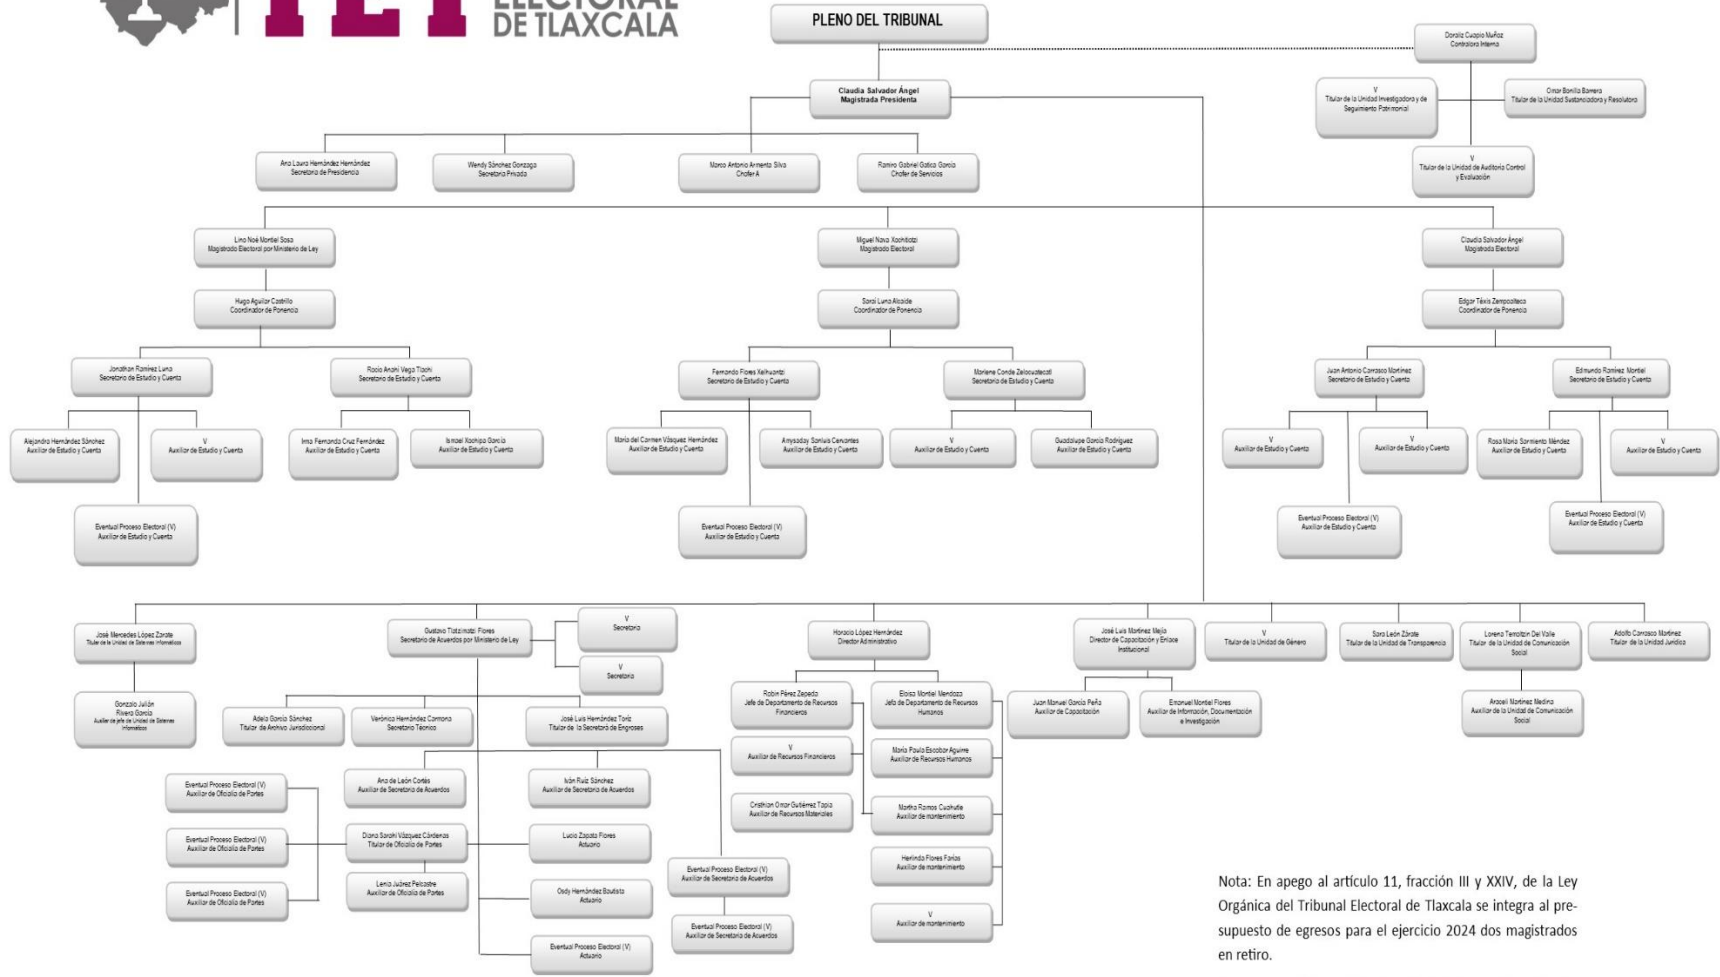 TET
ELECTORAL
DE TLAXCALA
PLENO DEL TRIBUNAL
Doraliz Cuapio Muñoz
Contralora Interna
Claudia Salvador Ángel
Magistrada Presidenta
V
Titular de la Unidad Investigadora y de
Seguimiento Patrimonial
Omar Bonilla Barrera
Titular de la Unidad Sustanciadora y Resolutora
V
Titular de la Unidad de Auditoría Control
y Evaluación
Ana Laura Hernández Hernández
Secretaria de Presidencia
Wendy Sánchez Gonzaga
Secretaria Privada
Marco Antonio Armenta Silva
Chofer A
Ramiro Gabriel Gatica García
Chofer de Servicios
Lino Noé Montiel Sosa
Magistrado Electoral por Ministerio de Ley
Miguel Nava Xochitiotzi
Magistrado Electoral
Claudia Salvador Ángel
Magistrada Electoral
Hugo Aguilar Castrillo
Coordinador de Ponencia
Saraí Luna Alcaide
Coordinador de Ponencia
Edgar Téxis Zempoalteca
Coordinador de Ponencia
Jonathan Ramírez Luna
Secretario de Estudio y Cuenta
Rocío Anahí Vega Tlachi
Secretario de Estudio y Cuenta
Fernando Flores Xelhuantzi
Secretario de Estudio y Cuenta
Marlene Conde Zelocuatecatl
Secretaria de Estudio y Cuenta
Juan Antonio Carrasco Martínez
Secretario de Estudio y Cuenta
Edmundo Ramírez Montiel
Secretario de Estudio y Cuenta
Alejandra Hernández Sánchez
Auxiliar de Estudio y Cuenta
V
Auxiliar de Estudio y Cuenta
Irma Fernanda Cruz Fernández
Auxiliar de Estudio y Cuenta
Ismael Xochipa García
Auxiliar de Estudio y Cuenta
María del Carmen Vásquez Hernández
Auxiliar de Estudio y Cuenta
Amysaday Sanluis Cervantes
Auxiliar de Estudio y Cuenta
V
Auxiliar de Estudio y Cuenta
Guadalupe García Rodríguez
Auxiliar de Estudio y Cuenta
V
Auxiliar de Estudio y Cuenta
V
Auxiliar de Estudio y Cuenta
Rosa María Sarmiento Méndez
Auxiliar de Estudio y Cuenta
V
Auxiliar de Estudio y Cuenta
Eventual Proceso Electoral (V)
Auxiliar de Estudio y Cuenta
Eventual Proceso Electoral (V)
Auxiliar de Estudio y Cuenta
Eventual Proceso Electoral (V)
Auxiliar de Estudio y Cuenta
Eventual Proceso Electoral (V)
Auxiliar de Estudio y Cuenta
José Mercedes López Zarate
Titular de la Unidad de Sistemas Informáticos
Gustavo Tlatzimatzi Flores
Secretario de Acuerdos por Ministerio de Ley
V
Secretaria
V
Secretaria
Horacio López Hernández
Director Administrativo
José Luis Martínez Mejía
Director de Capacitación y Enlace
Institucional
V
Titular de la Unidad de Género
Sara León Zárate
Titular de la Unidad de Transparencia
Lorena Temoltzin Del Valle
Titular de la Unidad de Comunicación
Social
Adolfo Carrasco Martínez
Titular de la Unidad Jurídica
Gonzalo Julián
Rivera García
Auxiliar de jefe de Unidad de Sistemas
Informáticos
Adela García Sánchez
Titular de Archivo Jurisdiccional
Verónica Hernández Carmona
Secretario Técnico
José Luis Hernández Toriz
Titular de la Secretaría de Engroses
Robin Pérez Zepeda
Jefe de Departamento de Recursos
Financieros
Eloisa Montiel Mendoza
Jefa de Departamento de Recursos
Humanos
Juan Manuel García Peña
Auxiliar de Capacitación
Emanuel Montiel Flores
Auxiliar de Información, Documentación
e Investigación
Araceli Martínez Medina
Auxiliar de la Unidad de Comunicación
Social
V
Auxiliar de Recursos Financieros
María Paula Escobar Aguirre
Auxiliar de Recursos Humanos
Cristhian Omar Gutiérrez Tapia
Auxiliar de Recursos Materiales
Martha Ramos Cuahutle
Auxiliar de mantenimiento
Herlinda Flores Farías
Auxiliar de mantenimiento
V
Auxiliar de mantenimiento
Eventual Proceso Electoral (V)
Auxiliar de Oficialía de Partes
Ana de León Cortés
Auxiliar de Secretaria de Acuerdos
Iván Ruiz Sánchez
Auxiliar de Secretaria de Acuerdos
Eventual Proceso Electoral (V)
Auxiliar de Oficialía de Partes
Diana Sarahí Vázquez Cárdenas
Titular de Oficialía de Partes
Lucio Zapata Flores
Actuario
Eventual Proceso Electoral (V)
Auxiliar de Oficialía de Partes
Lenia Juárez Pelcastre
Auxiliar de Oficialía de Partes
Osdy Hernández Bautista
Actuario
Eventual Proceso Electoral (V)
Auxiliar de Secretaria de Acuerdos
Eventual Proceso Electoral (V)
Auxiliar de Secretaria de Acuerdos
Eventual Proceso Electoral (V)
Actuario
Nota: En apego al artículo 11, fracción III y XXIV, de la Ley
Orgánica del Tribunal Electoral de Tlaxcala se integra al pre-
supuesto de egresos para el ejercicio 2024 dos magistrados
en retiro.